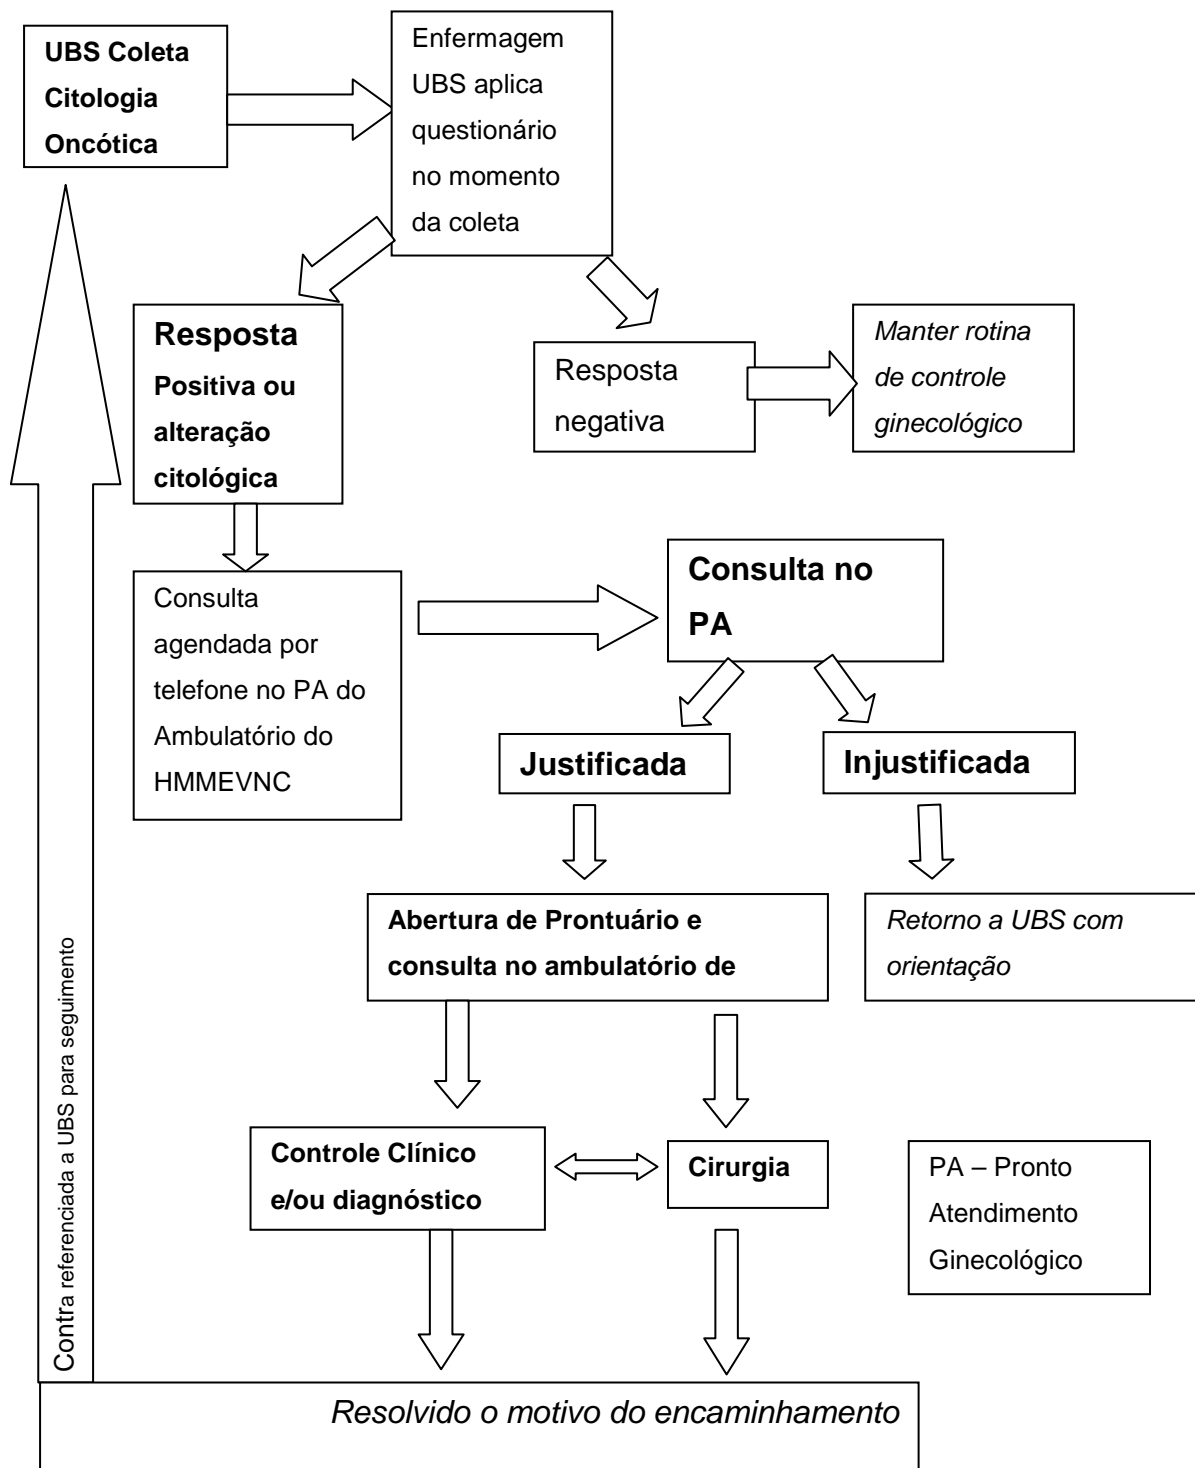 UBS Coleta
Citologia
Oncótica
Enfermagem
UBS aplica
questionário
no momento
da coleta
Resposta
Positiva ou
alteração
citológica
Resposta
negativa
Manter rotina
de controle
ginecológico
Consulta
agendada por
telefone no PA do
Ambulatório do
HMMEVNC
Consulta no
PA
Justificada
Injustificada
Abertura de Prontuário e
consulta no ambulatório de
Retorno a UBS com
orientação
Controle Clínico
e/ou diagnóstico
Cirurgia
PA – Pronto
Atendimento
Ginecológico
Contra referenciada a UBS para seguimento
Resolvido o motivo do encaminhamento